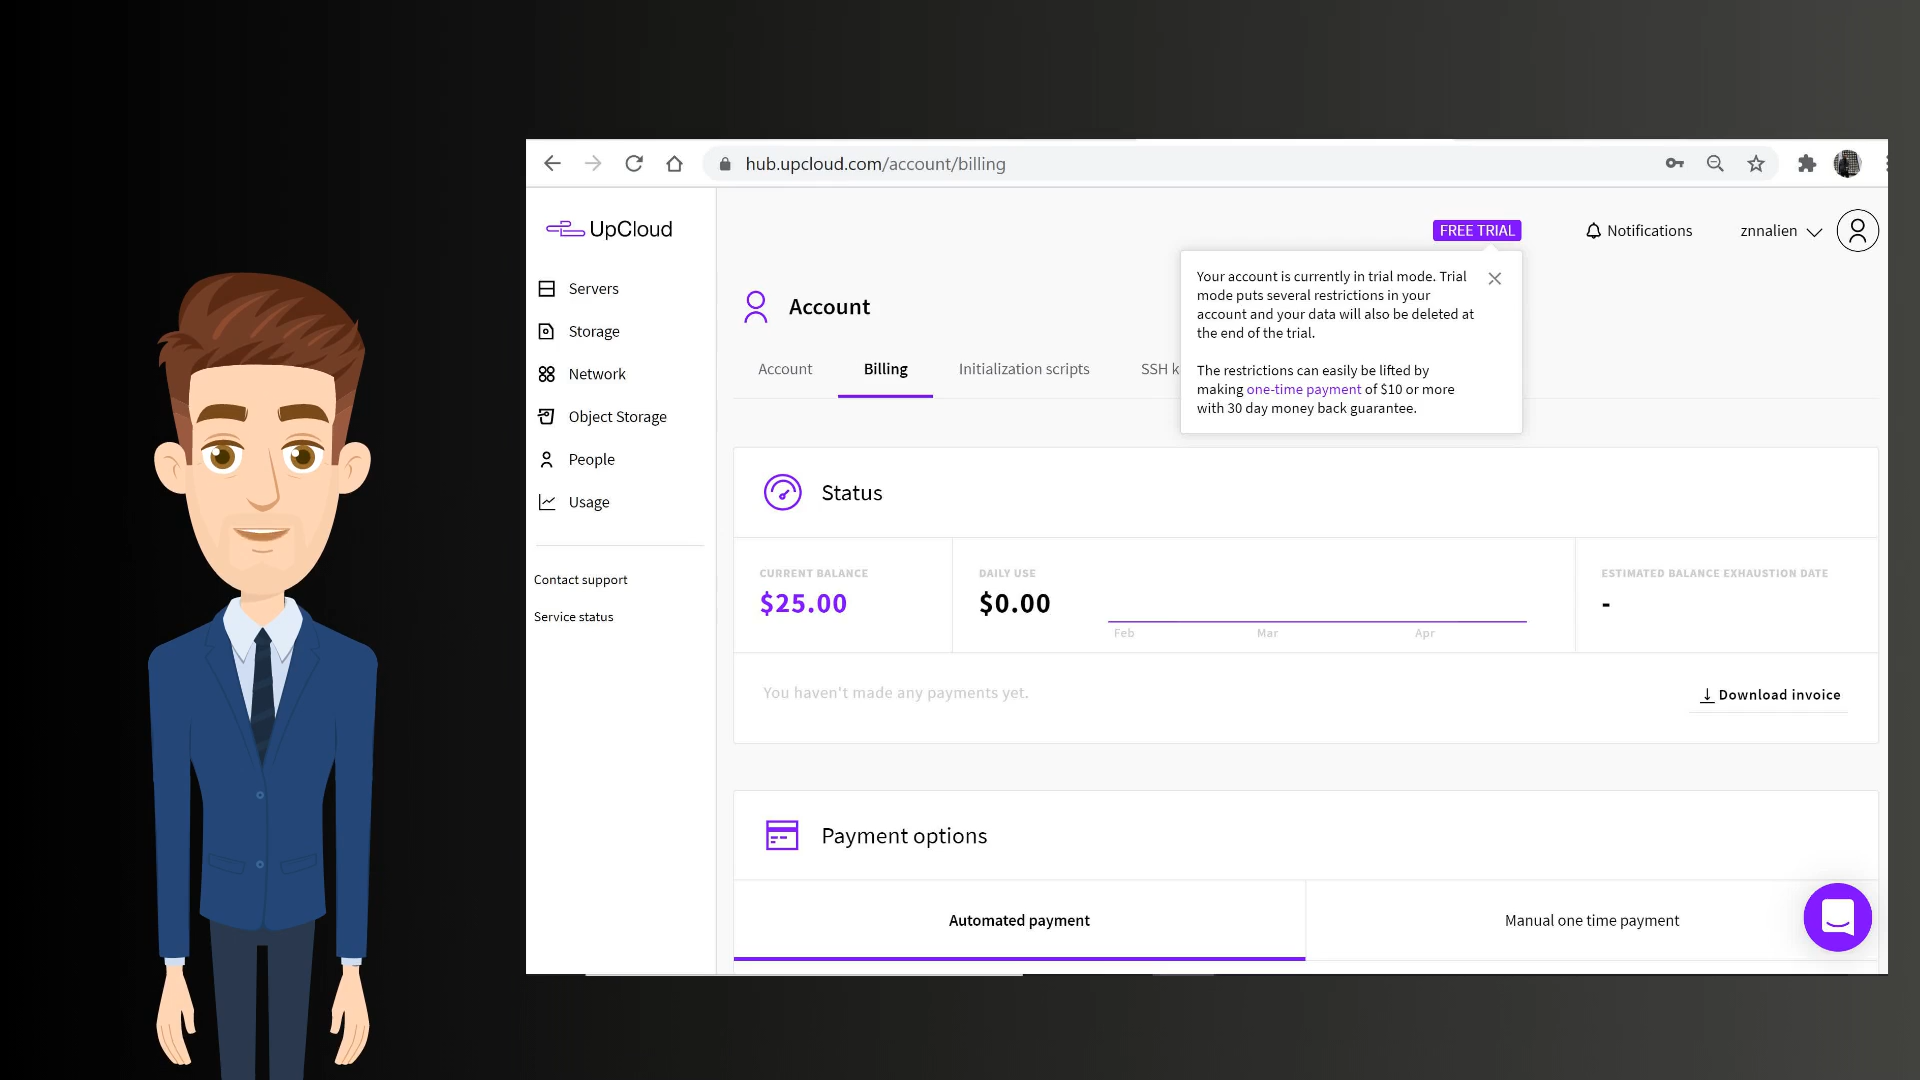 hub.upcloud.com/account/billing
UpCloud
FREE TRIAL
Notifications
znnalien
Servers
Storage
Network
Object Storage
People
Usage
Contact support
Service status
Your account is currently in trial mode. Trial
mode puts several restrictions in your
account and your data will also be deleted at
the end of the trial.
The restrictions can easily be lifted by
making one-time payment of $10 or more
with 30 day money back guarantee.
Account
Account
Billing
Initialization scripts
SSH k
Status
CURRENT BALANCE
$25.00
DAILY USE
$0.00
Feb
Mar
Apr
ESTIMATED BALANCE EXHAUSTION DATE
-
You haven't made any payments yet.
Download invoice
Payment options
Automated payment
Manual one time payment